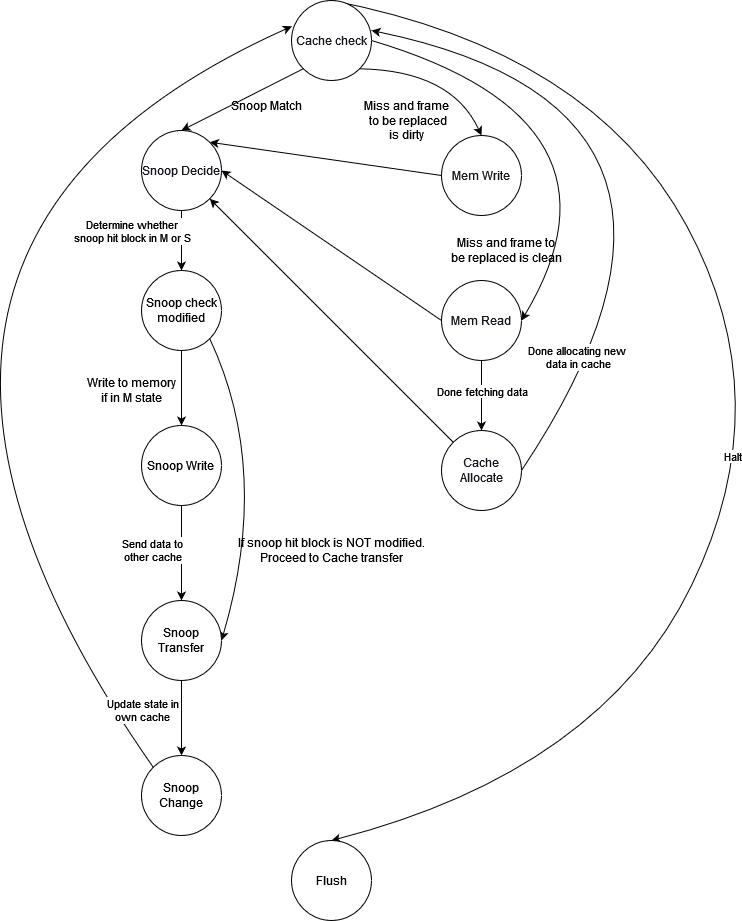 Cache check
Snoop Match
Miss and frame
to be replaced
is dirty
Snoop Decide
Mem Write
Determine whether
snoop hit block in M or S
Miss and frame to
be replaced is clean
Snoop check
modified
Mem Read
Done allocating new
data in cache
Write to memory
if in M state
Done fetching data
Snoop Write
Cache
Allocate
Halt
Send data to
other cache
If snoop hit block is NOT modified.
Proceed to Cache transfer
Snoop
Transfer
Update state in
own cache
Snoop
Change
Flush